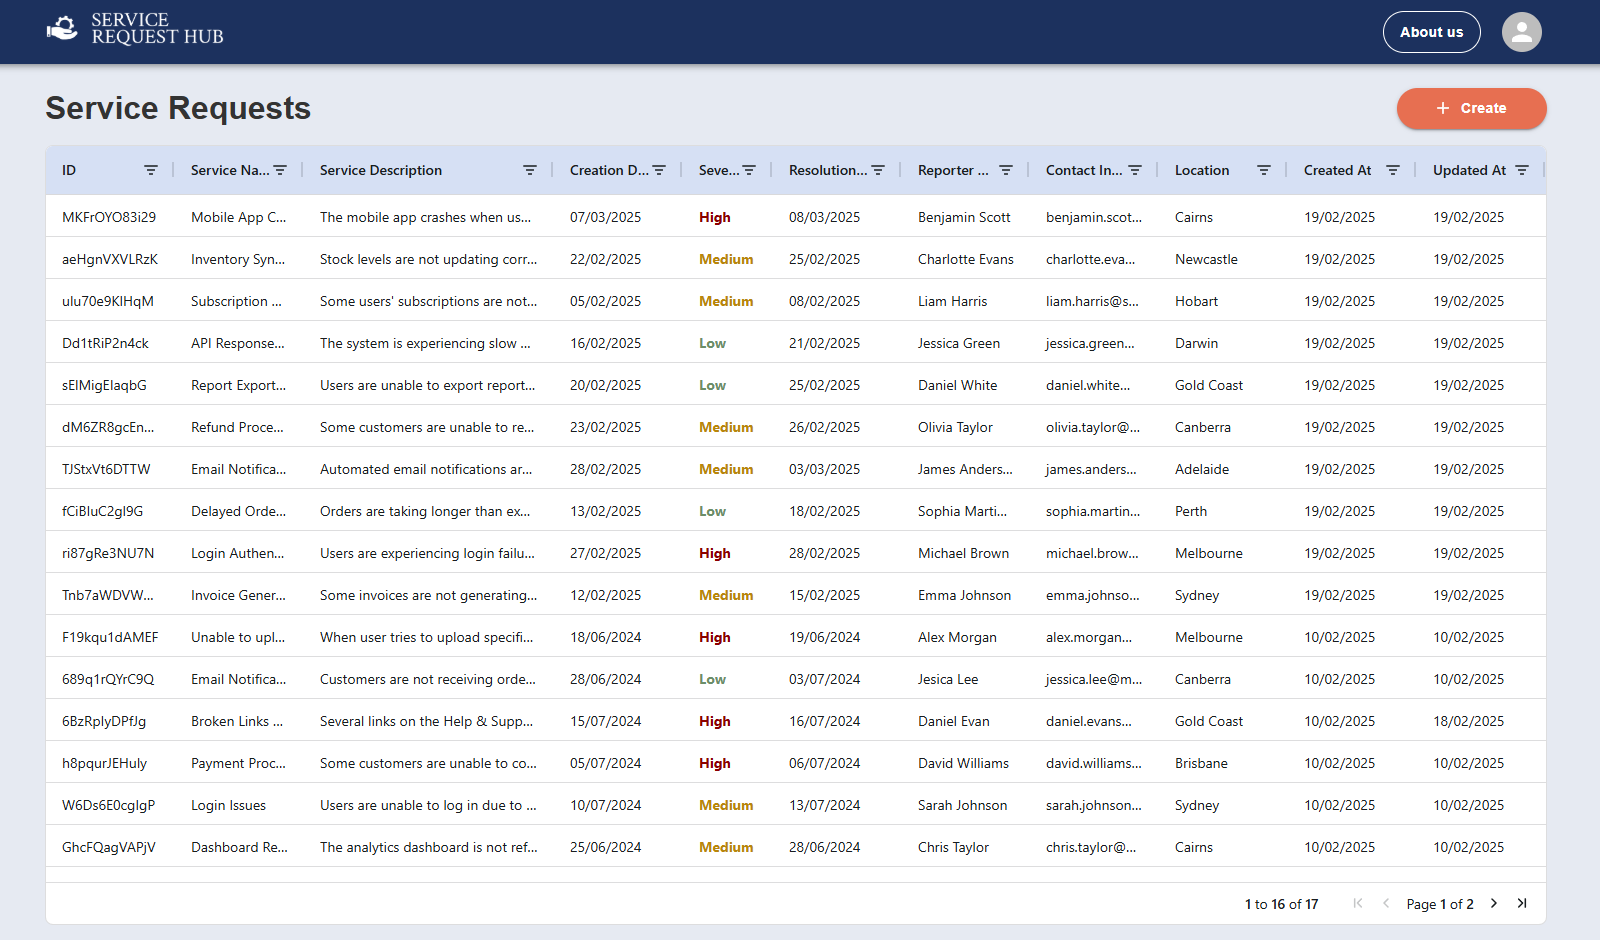 SERVICE
REQUEST HUB
About us
Service Requests
+ Create
ID Service Na... Service Description Creation D... Seve... Resolution... Reporter ... Contact In... Location Created At Updated At
MKFrOYO83i29 Mobile App C... The mobile app crashes when us... 07/03/2025 High 08/03/2025 Benjamin Scott benjamin.scot... Cairns 19/02/2025 19/02/2025
aeHgnVXVLRzK Inventory Syn... Stock levels are not updating corr... 22/02/2025 Medium 25/02/2025 Charlotte Evans charlotte.eva... Newcastle 19/02/2025 19/02/2025
ulu70e9KlHqM Subscription ... Some users' subscriptions are not... 05/02/2025 Medium 08/02/2025 Liam Harris liam.harris@s... Hobart 19/02/2025 19/02/2025
Dd1tRiP2n4ck API Response... The system is experiencing slow ... 16/02/2025 Low 21/02/2025 Jessica Green jessica.green... Darwin 19/02/2025 19/02/2025
sEIMigEIaqbG Report Export... Users are unable to export report... 20/02/2025 Low 25/02/2025 Daniel White daniel.white... Gold Coast 19/02/2025 19/02/2025
dM6ZR8gcEn... Refund Proce... Some customers are unable to re... 23/02/2025 Medium 26/02/2025 Olivia Taylor olivia.taylor@... Canberra 19/02/2025 19/02/2025
TJStxVt6DTTW Email Notifica... Automated email notifications ar... 28/02/2025 Medium 03/03/2025 James Anders... james.anders... Adelaide 19/02/2025 19/02/2025
fCiBIuC2gI9G Delayed Orde... Orders are taking longer than ex... 13/02/2025 Low 18/02/2025 Sophia Marti... sophia.martin... Perth 19/02/2025 19/02/2025
ri87gRe3NU7N Login Authen... Users are experiencing login failu... 27/02/2025 High 28/02/2025 Michael Brown michael.brow... Melbourne 19/02/2025 19/02/2025
Tnb7aWDVW... Invoice Gener... Some invoices are not generating... 12/02/2025 Medium 15/02/2025 Emma Johnson emma.johnso... Sydney 19/02/2025 19/02/2025
F19kqu1dAMEF Unable to upl... When user tries to upload specifi... 18/06/2024 High 19/06/2024 Alex Morgan alex.morgan... Melbourne 10/02/2025 10/02/2025
689q1rQYrC9Q Email Notifica... Customers are not receiving orde... 28/06/2024 Low 03/07/2024 Jesica Lee jessica.lee@m... Canberra 10/02/2025 10/02/2025
6BzRplyDPfJg Broken Links ... Several links on the Help & Supp... 15/07/2024 High 16/07/2024 Daniel Evan daniel.evans... Gold Coast 10/02/2025 18/02/2025
h8pqurJEHuly Payment Proc... Some customers are unable to co... 05/07/2024 High 06/07/2024 David Williams david.williams... Brisbane 10/02/2025 10/02/2025
W6Ds6E0cgIgP Login Issues Users are unable to log in due to ... 10/07/2024 Medium 13/07/2024 Sarah Johnson sarah.johnson... Sydney 10/02/2025 10/02/2025
GhcFQagVAPjV Dashboard Re... The analytics dashboard is not ref... 25/06/2024 Medium 28/06/2024 Chris Taylor chris.taylor@... Cairns 10/02/2025 10/02/2025
1 to 16 of 17 Page 1 of 2